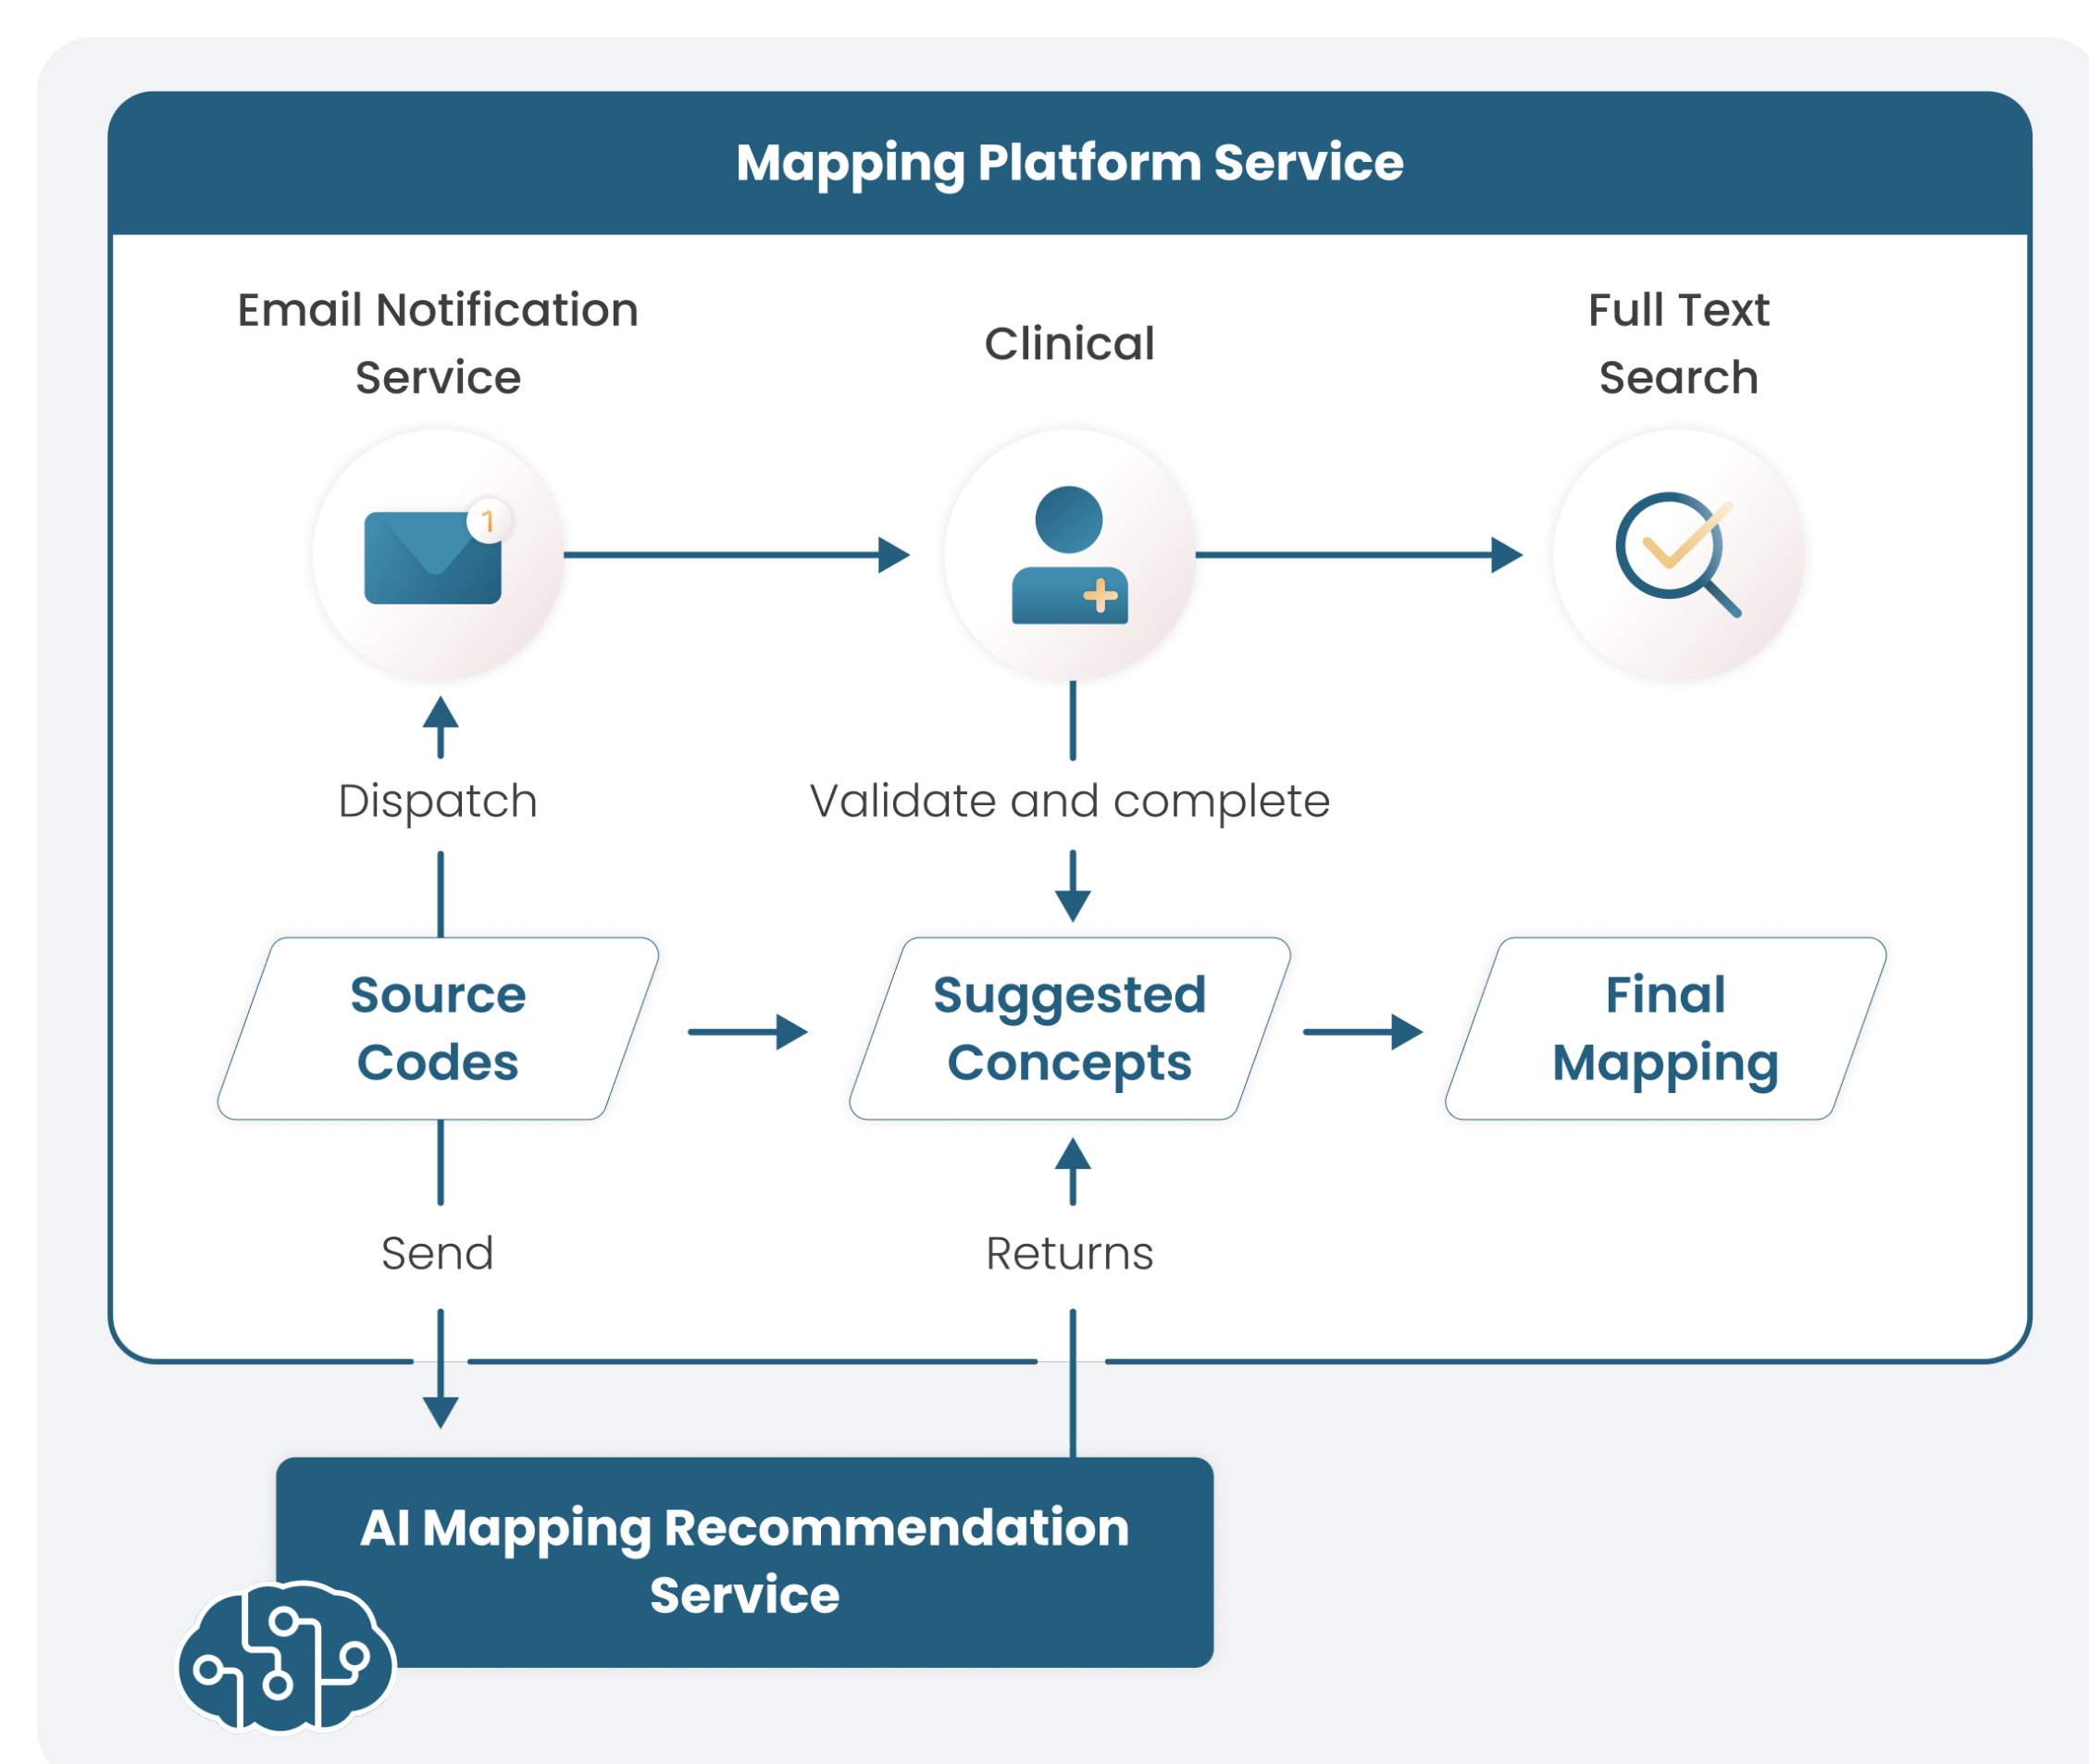 Mapping Platform Service
Email Notification
Service
Clinical
Full Text
Search
1
Dispatch
Validate and complete
Source
Codes
Suggested
Concepts
Final
Mapping
Send
Returns
AI Mapping Recommendation
Service